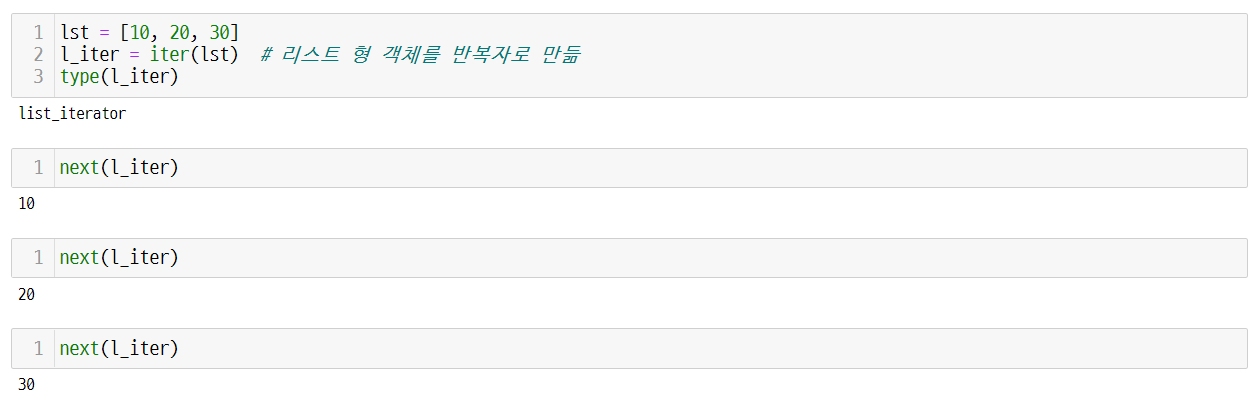 1 lst = [10, 20, 30]
2 l_iter = iter(lst)  # 리스트 형 객체를 반복자로 만듦
3 type(l_iter)
list_iterator
1 next(l_iter)
10
1 next(l_iter)
20
1 next(l_iter)
30